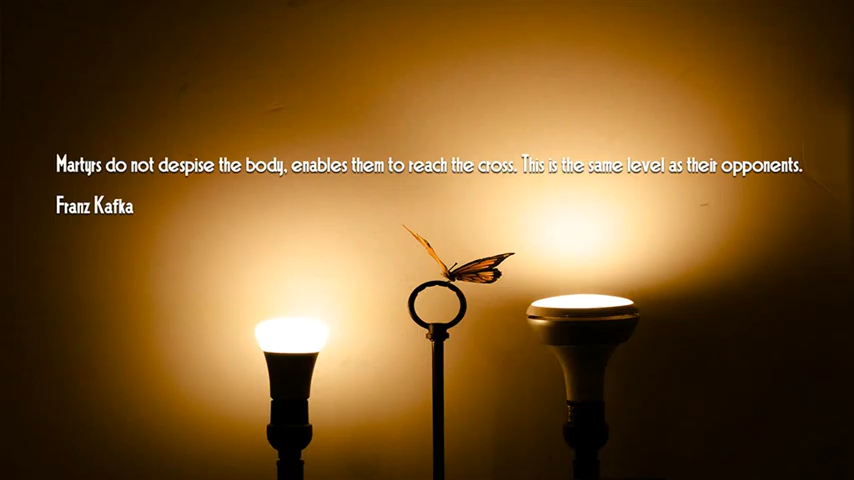 Martyrs do not despise the body, enables them to reach the cross. This is the same level as their opponents.
Franz Kafka